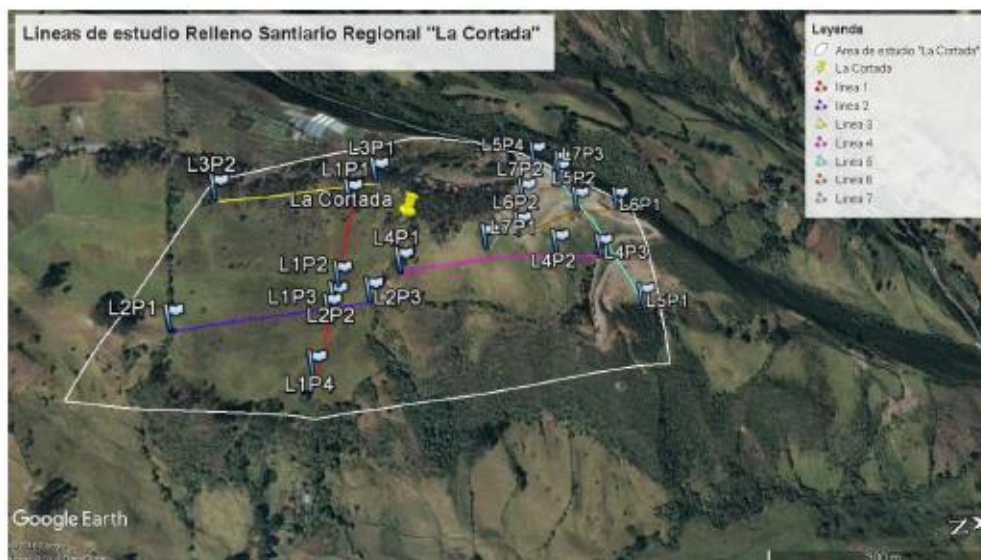 Lineas de estudio Relleno Santiario Regional "La Cortada"
Leyenda
Area de estudio "La Cortada"
La Cortada
linea 1
linea 2
Linea 3
Linea 4
Linea 5
Linea 6
Linea 7
L3P1
L5P4
L7P3
L3P2
L1P1
L7P2
L5P2
La Cortada
L6P2
L6P1
L4P1
L7P1
L1P2
L4P2
L4P3
L1P3
L2P3
L2P1
L2P2
L5P1
L1P4
Google Earth
300 m